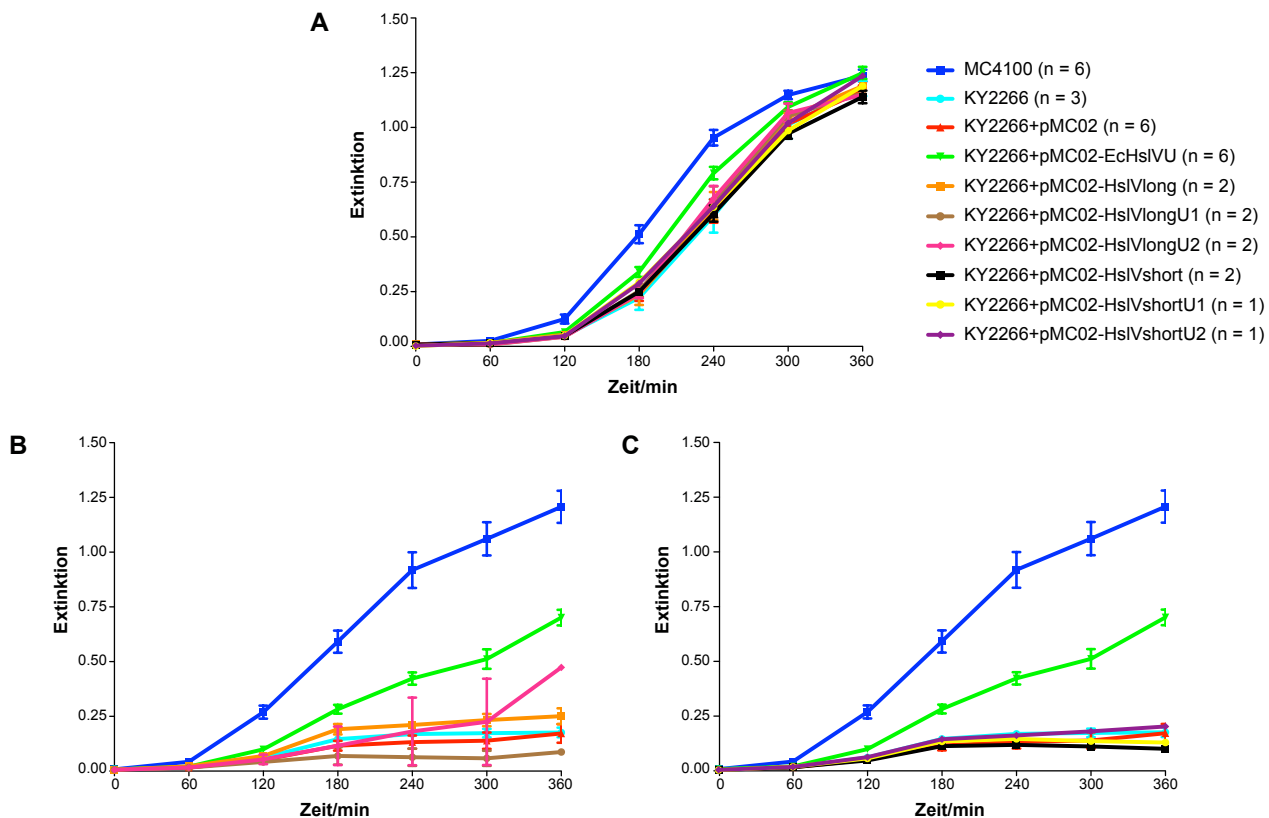 A
1.50
1.25
1.00
0.75
0.50
0.25
0.00
Extinktion
0 60 120 180 240 300 360
Zeit/min
MC4100 (n = 6)
KY2266 (n = 3)
KY2266+pMC02 (n = 6)
KY2266+pMC02-EcHslVU (n = 6)
KY2266+pMC02-HslVlong (n = 2)
KY2266+pMC02-HslVlongU1 (n = 2)
KY2266+pMC02-HslVlongU2 (n = 2)
KY2266+pMC02-HslVshort (n = 2)
KY2266+pMC02-HslVshortU1 (n = 1)
KY2266+pMC02-HslVshortU2 (n = 1)
B
1.50
1.25
1.00
0.75
0.50
0.25
0.00
Extinktion
0 60 120 180 240 300 360
Zeit/min
C
1.50
1.25
1.00
0.75
0.50
0.25
0.00
Extinktion
0 60 120 180 240 300 360
Zeit/min